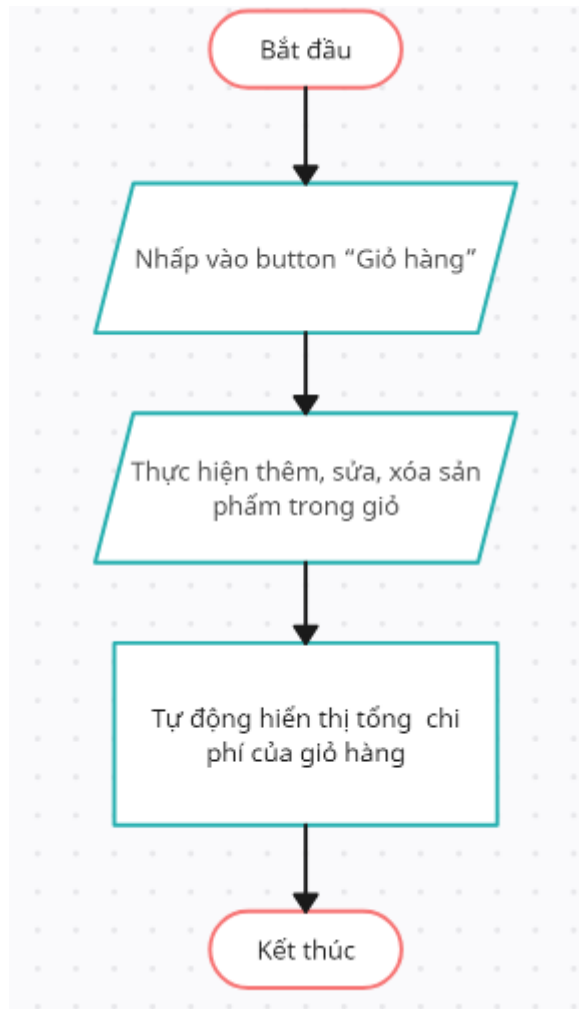 Bắt đầu
Nhấp vào button “Giỏ hàng”
Thực hiện thêm, sửa, xóa sản
phẩm trong giỏ
Tự động hiển thị tổng  chi
phí của giỏ hàng
Kết thúc